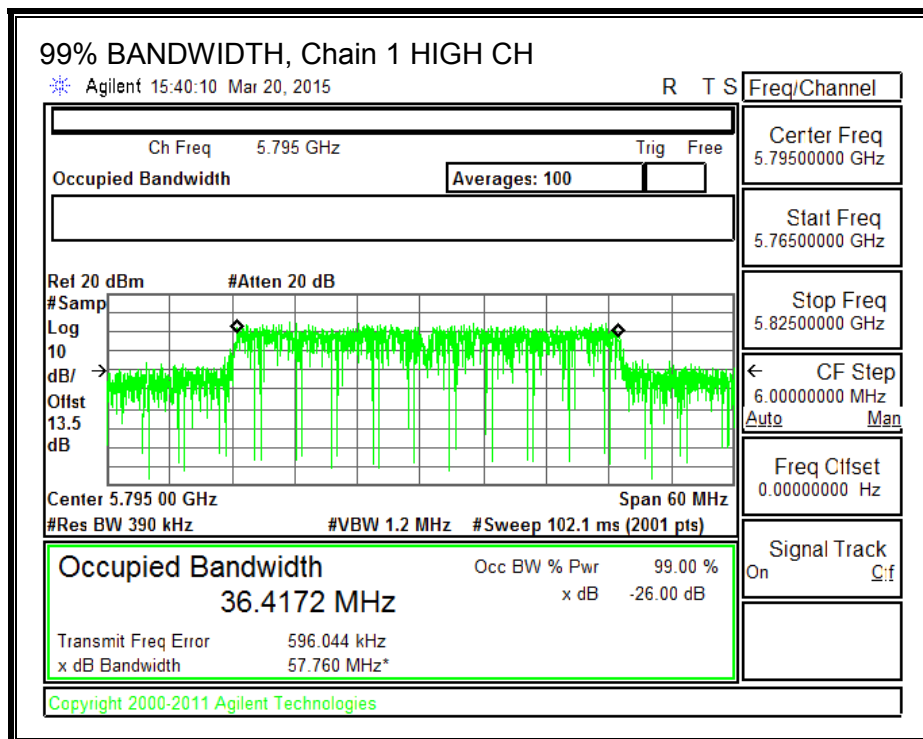 99% BANDWIDTH, Chain 1 HIGH CH
Agilent 15:40:10 Mar 20, 2015 R T S
Ch Freq 5.795 GHz Trig Free
Occupied Bandwidth Averages: 100
Ref 20 dBm #Atten 20 dB
#Samp
Log
10
dB/
Offst
13.5
dB
Center 5.795 00 GHz Span 60 MHz
#Res BW 390 kHz #VBW 1.2 MHz #Sweep 102.1 ms (2001 pts)
Occupied Bandwidth Occ BW % Pwr 99.00 %
36.4172 MHz x dB -26.00 dB
Transmit Freq Error 596.044 kHz
x dB Bandwidth 57.760 MHz*
Copyright 2000-2011 Agilent Technologies
Freq/Channel
Center Freq
5.79500000 GHz
Start Freq
5.76500000 GHz
Stop Freq
5.82500000 GHz
CF Step
6.00000000 MHz
Auto Man
Freq Offset
0.00000000 Hz
Signal Track
On Off